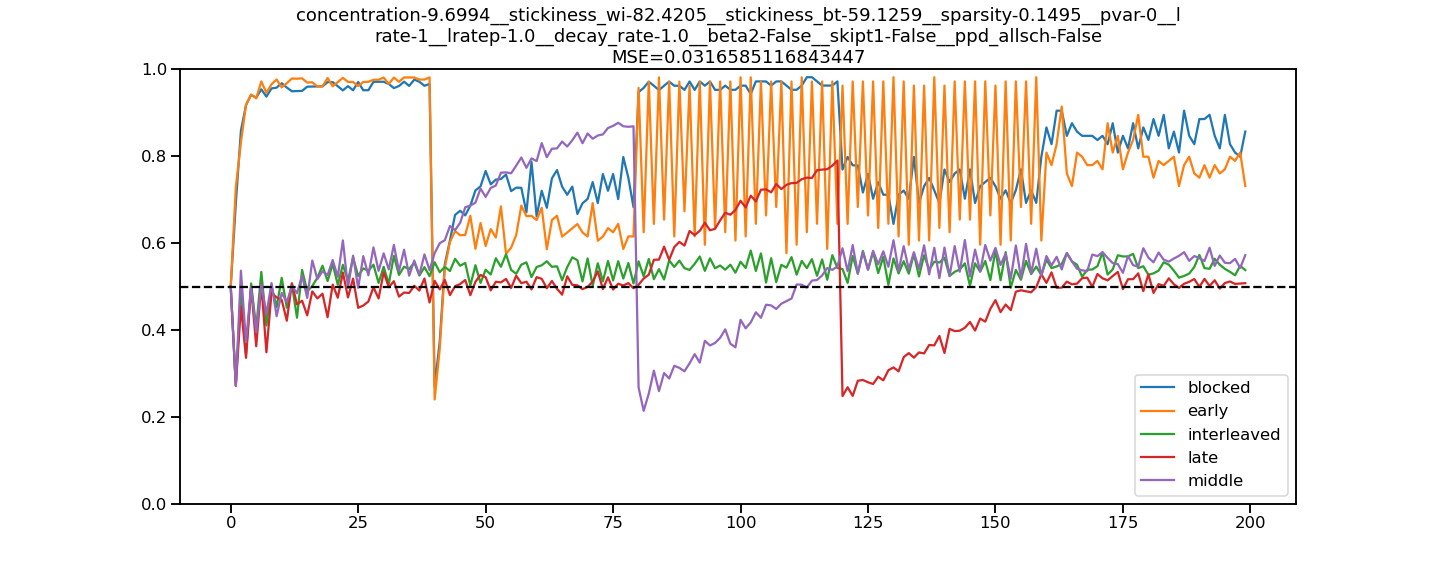 concentration-9.6994__stickiness_wi-82.4205__stickiness_bt-59.1259__sparsity-0.1495__pvar-0__l
rate-1__lratep-1.0__decay_rate-1.0__beta2-False__skipt1-False__ppd_allsch-False
MSE=0.0316585116843447
1.0
0.8
0.6
0.4
0.2
0.0
0 25 50 75 100 125 150 175 200
blocked
early
interleaved
late
middle